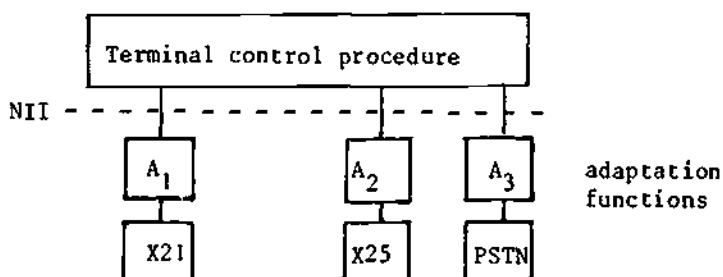 Terminal control procedure
NII
A1 A2 A3
adaptation
functions
X21 X25 PSTN